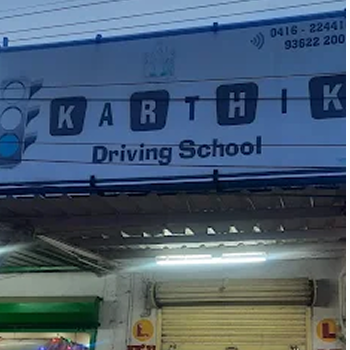 0416 - 22441
93622 200
KARTHIK
Driving School
L L